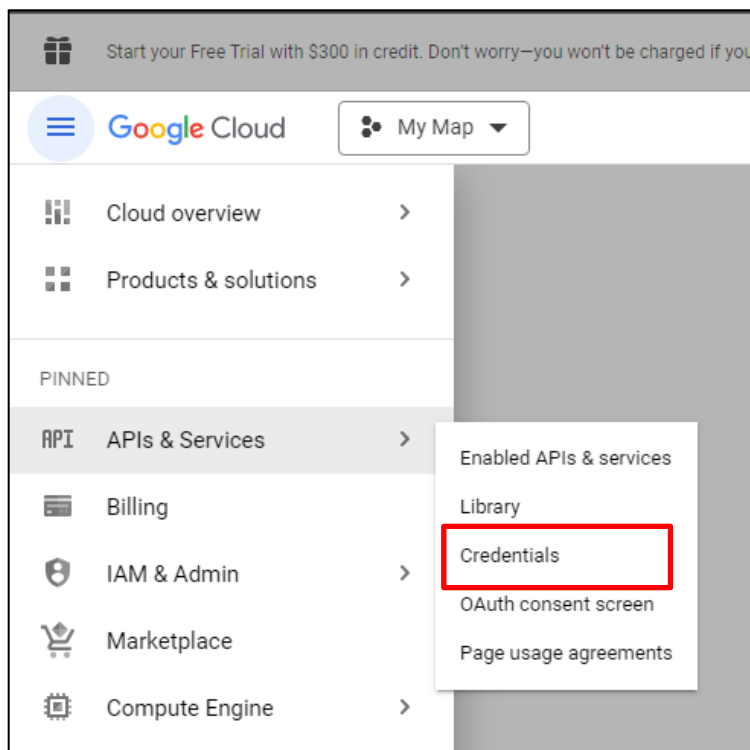 Start your Free Trial with $300 in credit. Don't worry—you won't be charged if you
Google Cloud
My Map
Cloud overview
Products & solutions
PINNED
API APIs & Services
Enabled APIs & services
Library
Credentials
OAuth consent screen
Page usage agreements
Billing
IAM & Admin
Marketplace
Compute Engine